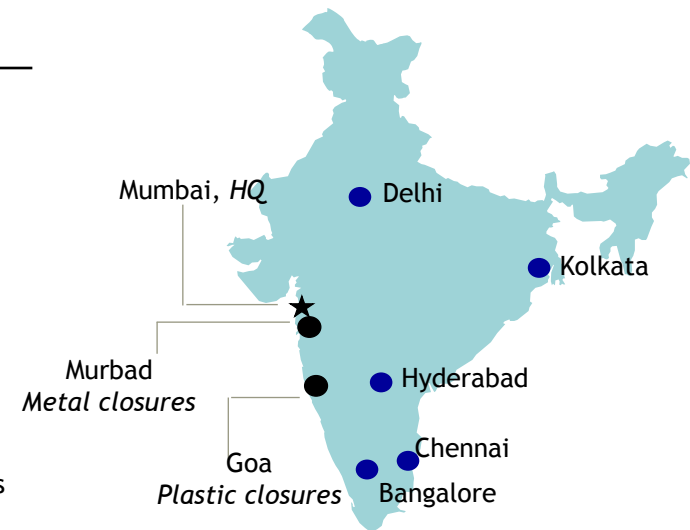 Mumbai, HQ
Delhi
Kolkata
Murbad
Metal closures
Hyderabad
Goa
Plastic closures
Chennai
Bangalore
s